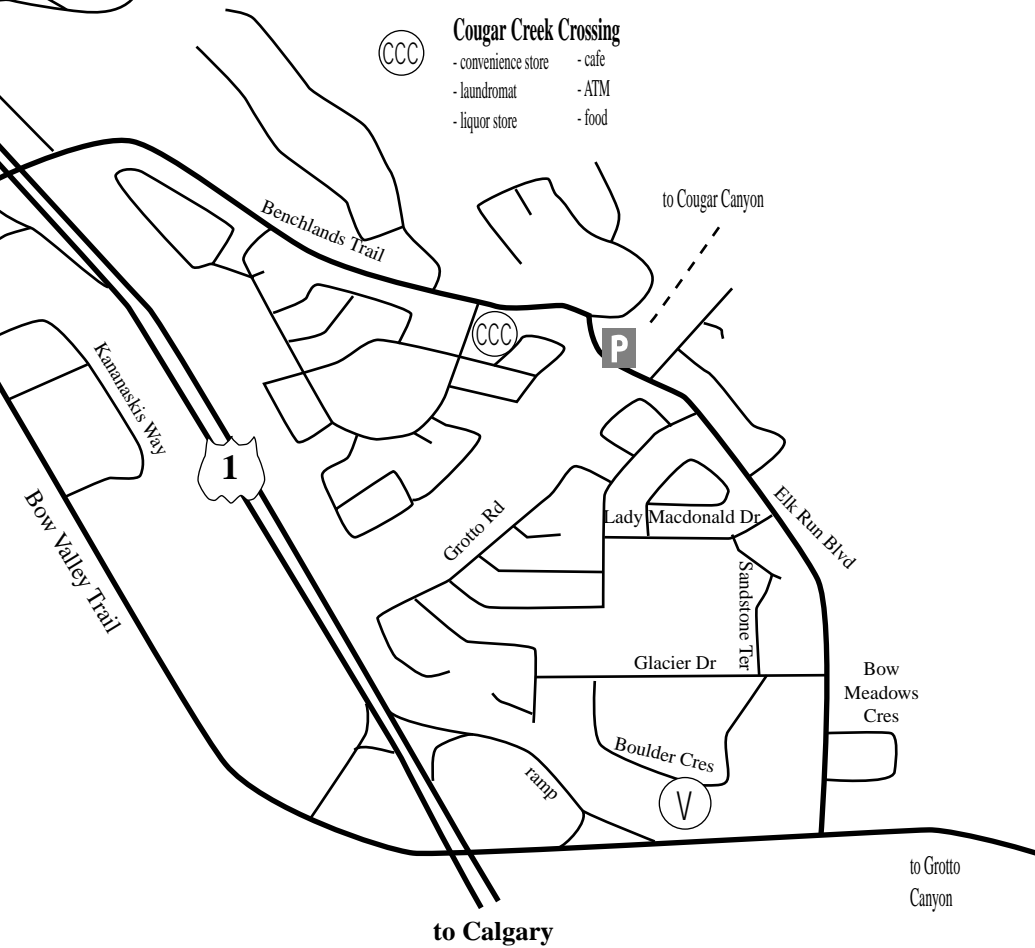 CCC
Cougar Creek Crossing
- convenience store
- cafe
- laundromat
- ATM
- liquor store
- food
to Cougar Canyon
Benchlands Trail
CCC
P
Kananaskis Way
1
Bow Valley Trail
Grotto Rd
Lady Macdonald Dr
Elk Run Blvd
Sandstone Ter
Glacier Dr
Bow
Meadows
Cres
Boulder Cres
ramp
V
to Grotto
Canyon
to Calgary